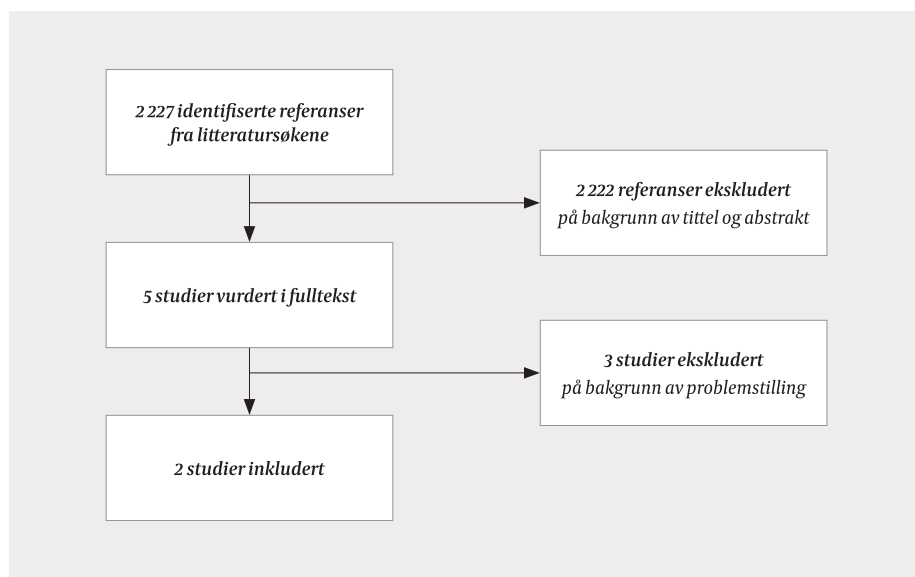 2 227 identifiserte referanser
fra litteratursøkene
2 222 referanser ekskludert
på bakgrunn av tittel og abstrakt
5 studier vurdert i fulltekst
3 studier ekskludert
på bakgrunn av problemstilling
2 studier inkludert